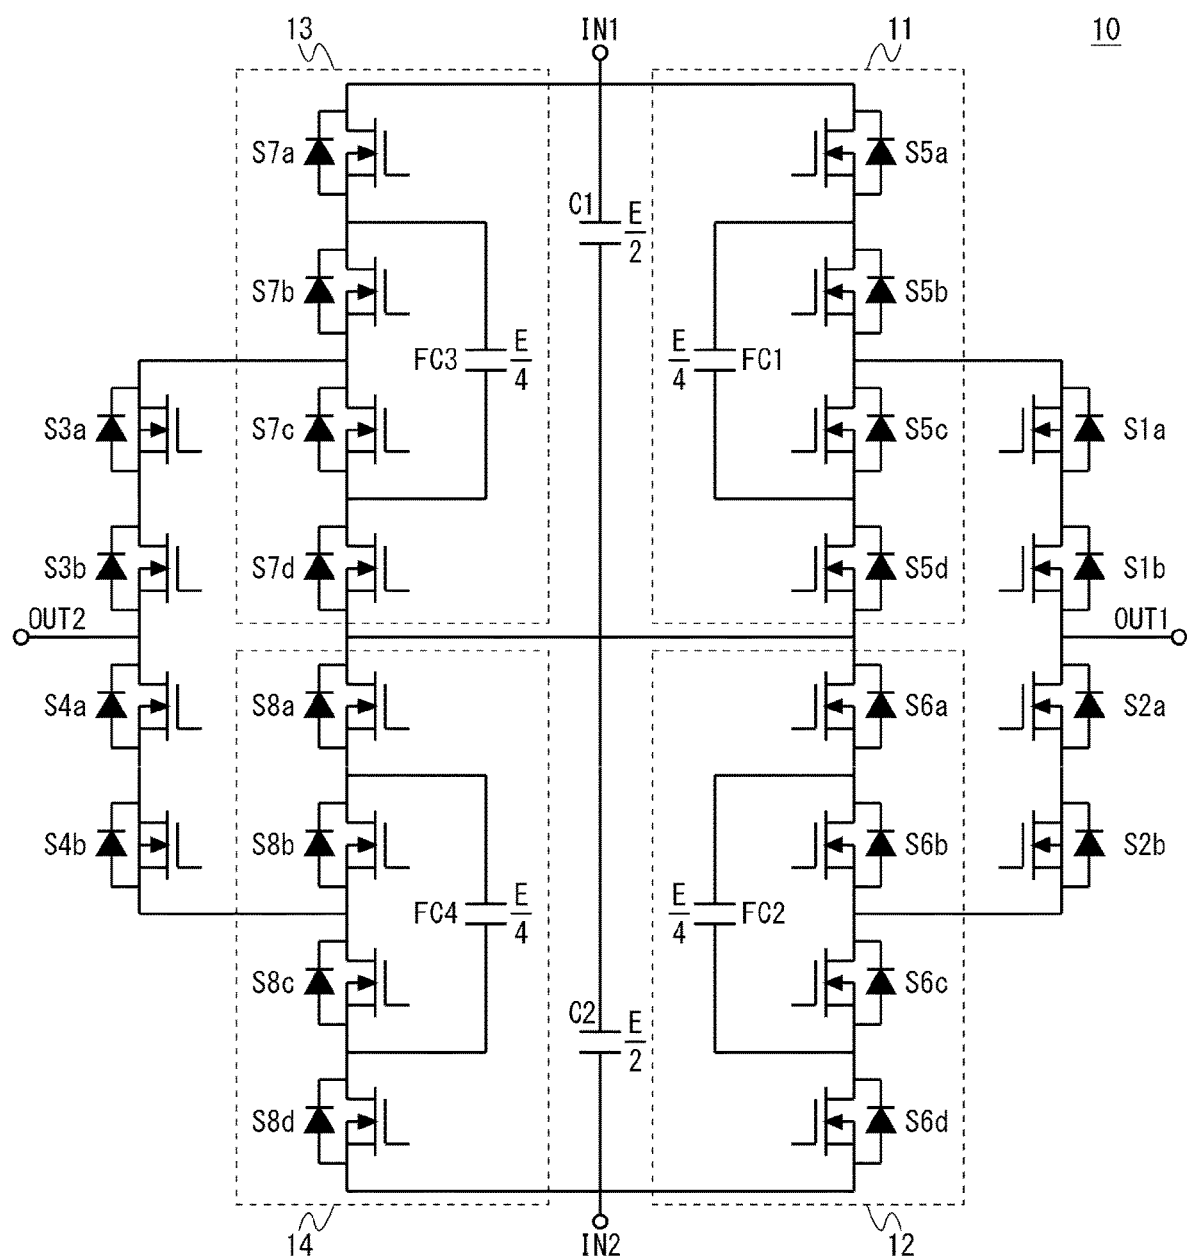 13
IN1
11
10
S7a
S5a
C1
E/2
S7b
S5b
FC3
E/4
E/4
FC1
S3a
S7c
S5c
S1a
S3b
S7d
S5d
S1b
OUT2
OUT1
S4a
S8a
S6a
S2a
S4b
S8b
S6b
S2b
FC4
E/4
E/4
FC2
S8c
S6c
C2
E/2
S8d
S6d
14
IN2
12